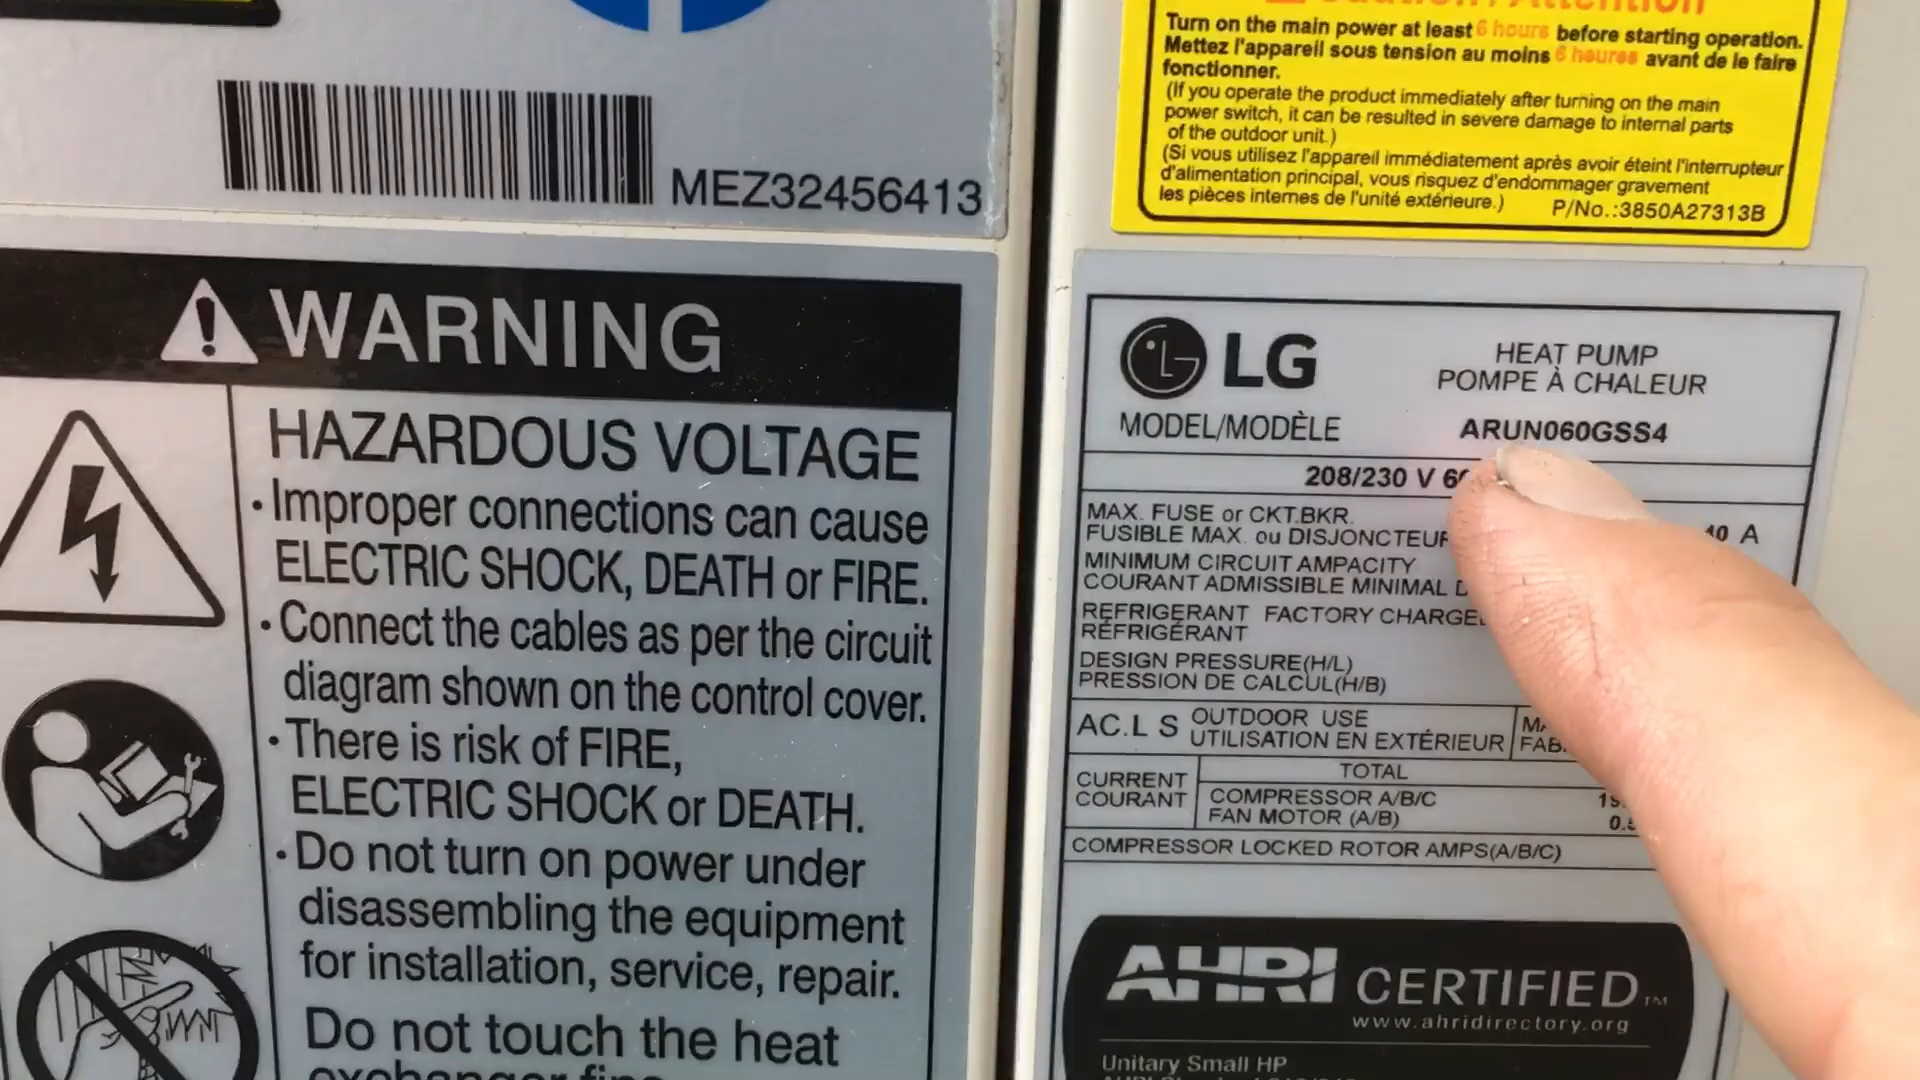 MEZ32456413
WARNING
HAZARDOUS VOLTAGE
·Improper connections can cause
ELECTRIC SHOCK, DEATH or FIRE.
·Connect the cables as per the circuit
diagram shown on the control cover.
·There is risk of FIRE,
ELECTRIC SHOCK or DEATH.
·Do not turn on power under
disassembling the equipment
for installation, service, repair.
Do not touch the heat
exchanger fins
Caution / Attention
Turn on the main power at least 6 hours before starting operation.
Mettez l'appareil sous tension au moins 6 heures avant de le faire
fonctionner.
(If you operate the product immediately after turning on the main
power switch, it can be resulted in severe damage to internal parts
of the outdoor unit.)
(Si vous utilisez l'appareil immédiatement après avoir éteint l'interrupteur
d'alimentation principal, vous risquez d'endommager gravement
les pièces internes de l'unité extérieure.) P/No.:3850A27313B
LG
HEAT PUMP
POMPE À CHALEUR
MODEL/MODÈLE ARUN060GSS4
208/230 V
MAX. FUSE or CKT.BKR.
FUSIBLE MAX. ou DISJONCTEUR 40 A
MINIMUM CIRCUIT AMPACITY
COURANT ADMISSIBLE MINIMAL
REFRIGERANT FACTORY CHARGE
RÉFRIGÉRANT
DESIGN PRESSURE(H/L)
PRESSION DE CALCUL(H/B)
AC.L S OUTDOOR USE
UTILISATION EN EXTÉRIEUR
CURRENT
COURANT
TOTAL
COMPRESSOR A/B/C
FAN MOTOR (A/B)
COMPRESSOR LOCKED ROTOR AMPS(A/B/C)
AHRI CERTIFIED™
www.ahridirectory.org
Unitary Small HP